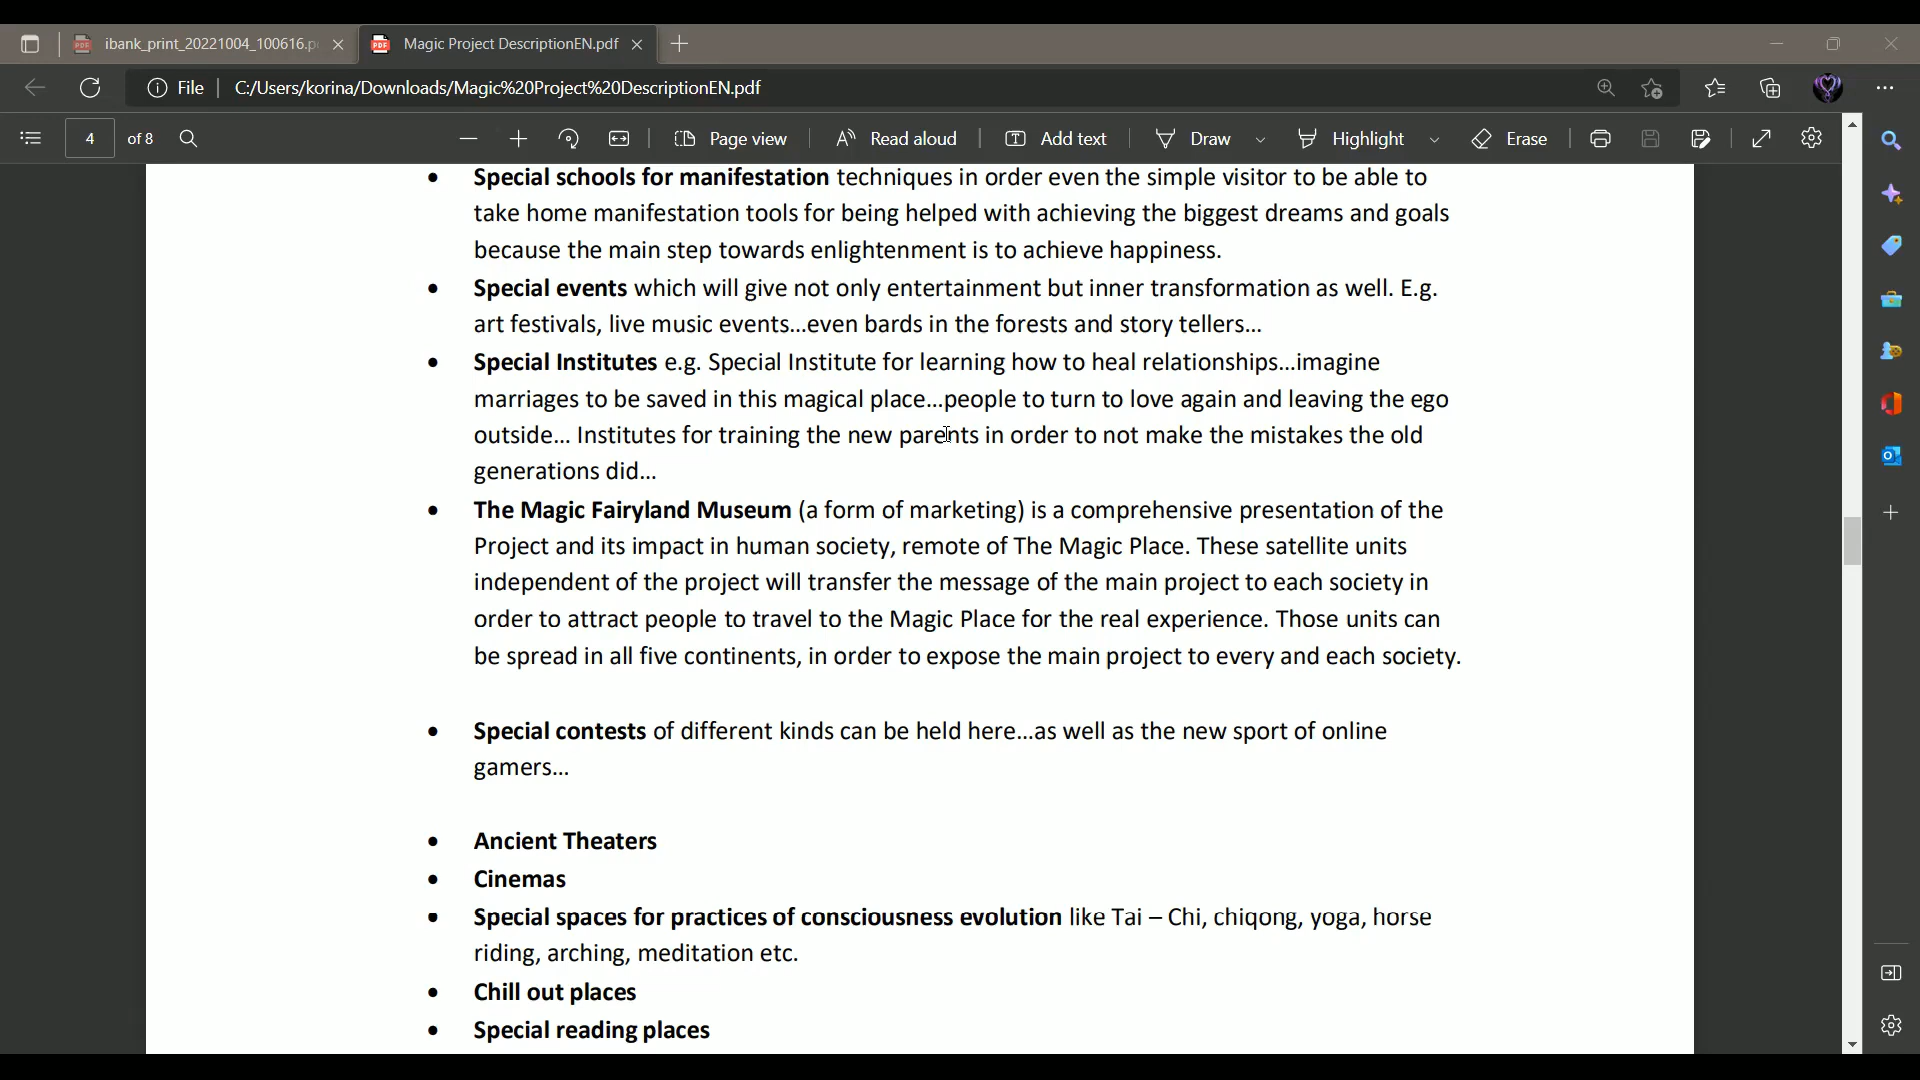 ibank_print_20221004_100616.p
Magic Project DescriptionEN.pdf
File
C:/Users/korina/Downloads/Magic%20Project%20DescriptionEN.pdf
4 of 8
Page view
Read aloud
Add text
Draw
Highlight
Erase
• Special schools for manifestation techniques in order even the simple visitor to be able to
take home manifestation tools for being helped with achieving the biggest dreams and goals
because the main step towards enlightenment is to achieve happiness.
• Special events which will give not only entertainment but inner transformation as well. E.g.
art festivals, live music events...even bards in the forests and story tellers...
• Special Institutes e.g. Special Institute for learning how to heal relationships...imagine
marriages to be saved in this magical place...people to turn to love again and leaving the ego
outside... Institutes for training the new parents in order to not make the mistakes the old
generations did...
• The Magic Fairyland Museum (a form of marketing) is a comprehensive presentation of the
Project and its impact in human society, remote of The Magic Place. These satellite units
independent of the project will transfer the message of the main project to each society in
order to attract people to travel to the Magic Place for the real experience. Those units can
be spread in all five continents, in order to expose the main project to every and each society.
• Special contests of different kinds can be held here...as well as the new sport of online
gamers...
• Ancient Theaters
• Cinemas
• Special spaces for practices of consciousness evolution like Tai – Chi, chiqong, yoga, horse
riding, arching, meditation etc.
• Chill out places
• Special reading places